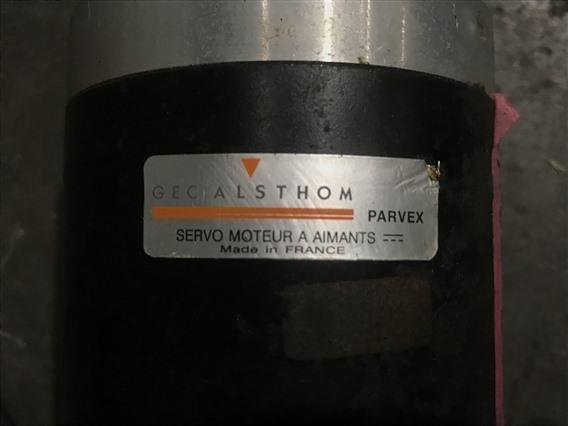 GEC ALSTHOM
PARVEX
SERVO MOTEUR A AIMANTS ⎓
Made in FRANCE